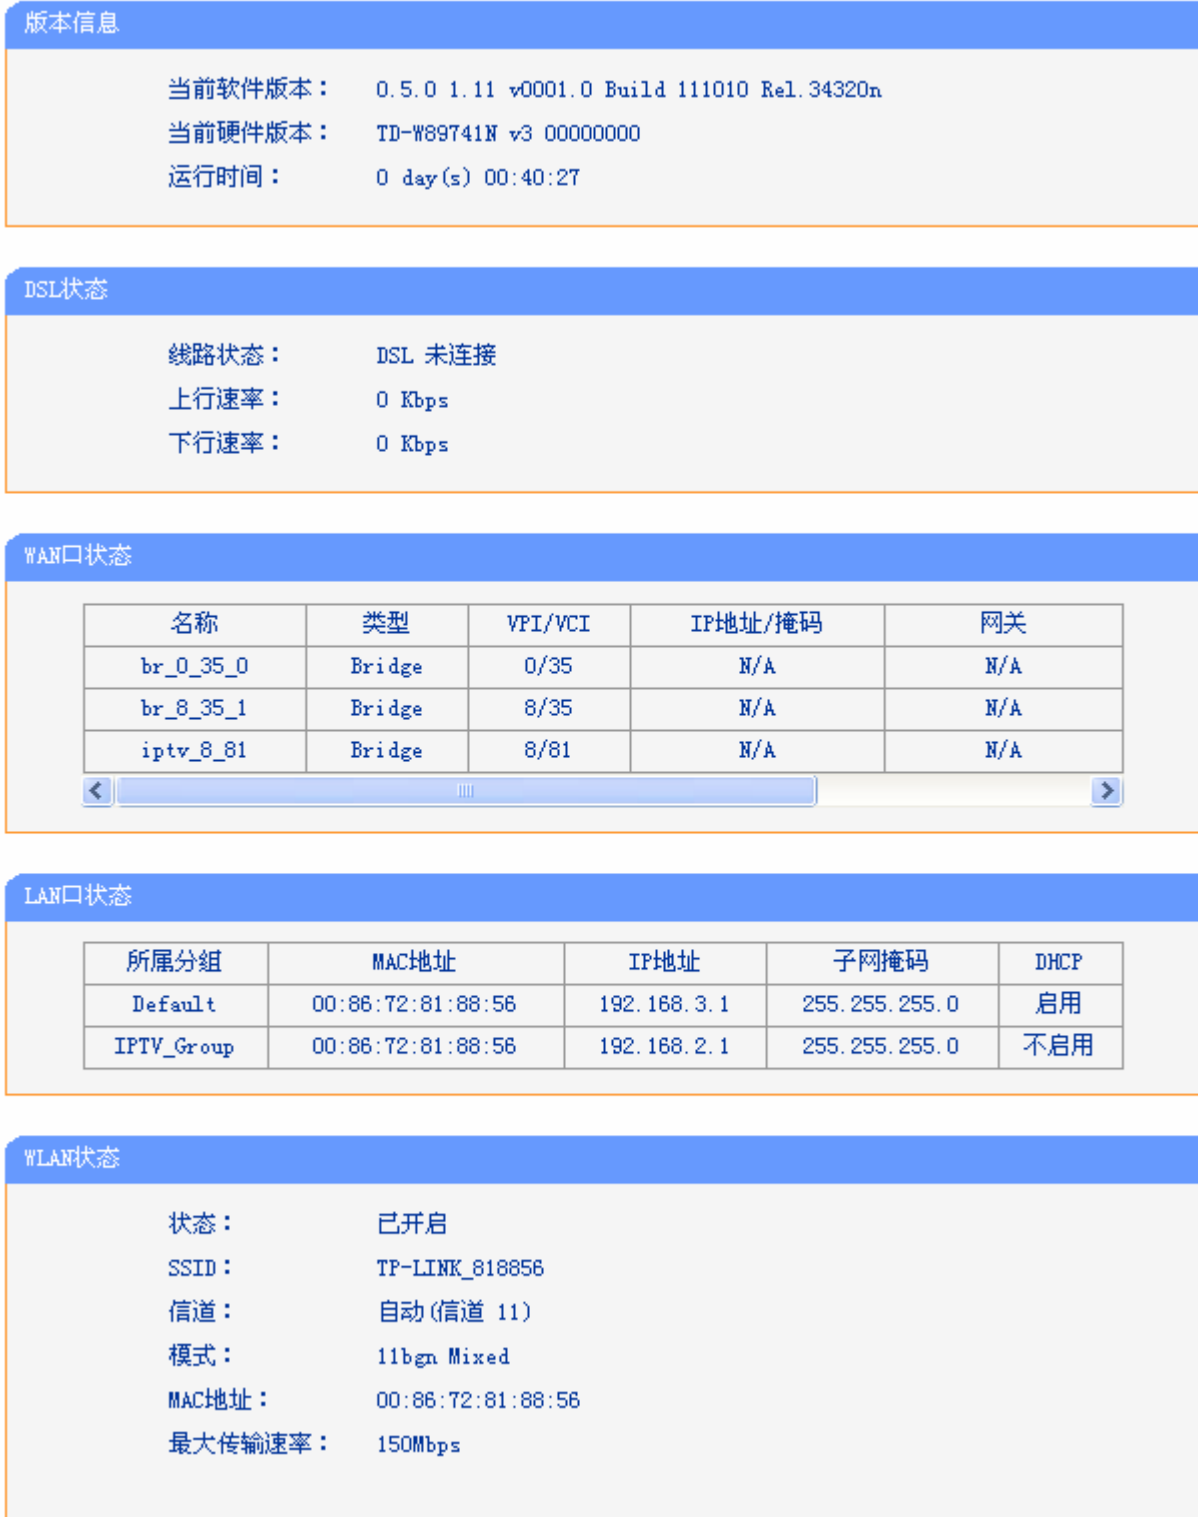 版本信息
当前软件版本： 0.5.0 1.11 v0001.0 Build 111010 Rel.34320n
当前硬件版本： TD-W89741N v3 00000000
运行时间： 0 day(s) 00:40:27
DSL状态
线路状态： DSL 未连接
上行速率： 0 Kbps
下行速率： 0 Kbps
WAN口状态
名称 类型 VPI/VCI IP地址/掩码 网关
br_0_35_0 Bridge 0/35 N/A N/A
br_8_35_1 Bridge 8/35 N/A N/A
iptv_8_81 Bridge 8/81 N/A N/A
LAN口状态
所属分组 MAC地址 IP地址 子网掩码 DHCP
Default 00:86:72:81:88:56 192.168.3.1 255.255.255.0 启用
IPTV_Group 00:86:72:81:88:56 192.168.2.1 255.255.255.0 不启用
WLAN状态
状态： 已开启
SSID： TP-LINK_818856
信道： 自动(信道 11)
模式： 11bgn Mixed
MAC地址： 00:86:72:81:88:56
最大传输速率： 150Mbps